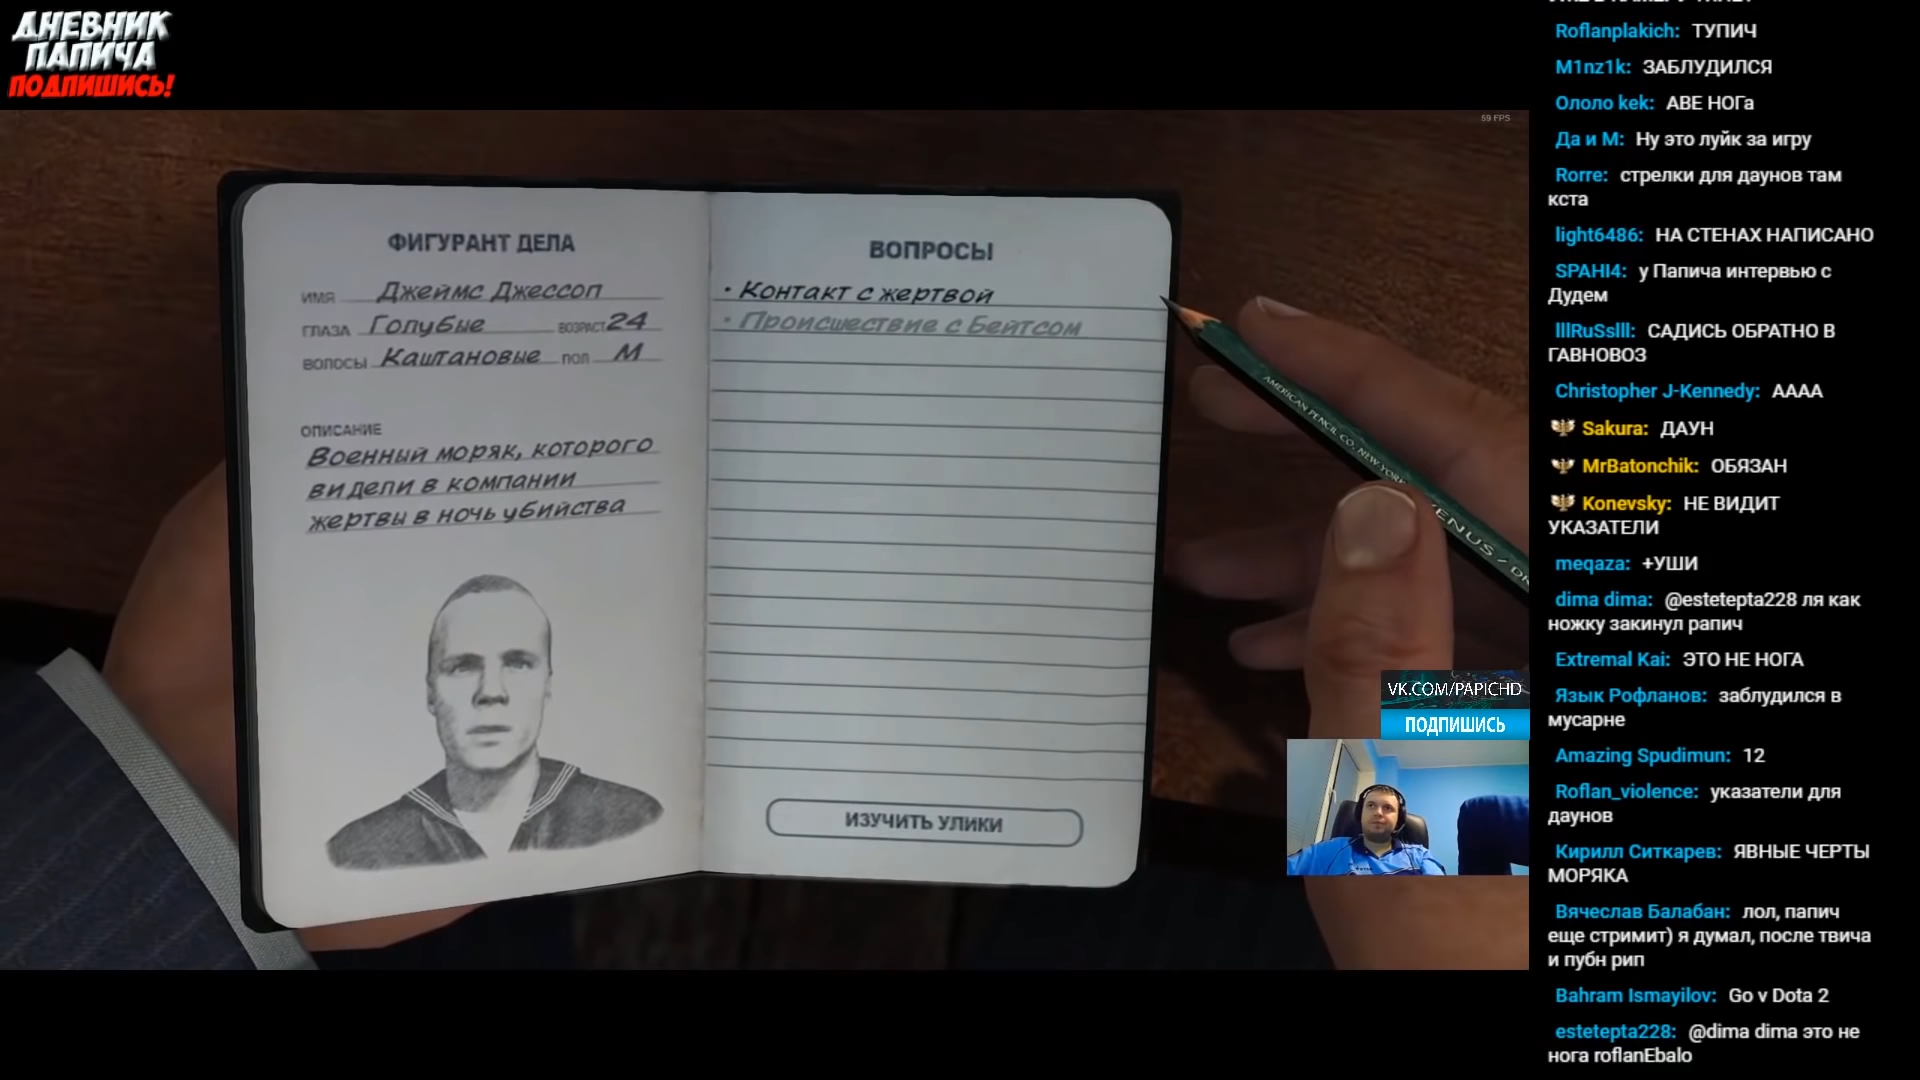 ДНЕВНИК
ПАПИЧА
ПОДПИШИСЬ!
59 FPS
ФИГУРАНТ ДЕЛА
ИМЯ Джеймс Джессоп
ГЛАЗА Голубые ВОЗРАСТ 24
ВОЛОСЫ Каштановые ПОЛ М
ОПИСАНИЕ
Военный моряк, которого
видели в компании
жертвы в ночь убийства
ВОПРОСЫ
• Контакт с жертвой
• Происшествие с Бейтсом
ИЗУЧИТЬ УЛИКИ
AMERICAN PENCIL CO. NEW YORK
VENUS / DR
VK.COM/PAPICHD
ПОДПИШИСЬ
Roflanplakich: ТУПИЧ
M1nz1k: ЗАБЛУДИЛСЯ
Ололо kek: АВЕ НОГа
Да и М: Ну это луйк за игру
Rorre: стрелки для даунов там
кста
light6486: НА СТЕНАХ НАПИСАНО
SPAHI4: у Папича интервью с
Дудем
lllRuSslll: САДИСЬ ОБРАТНО В
ГАВНОВОЗ
Christopher J-Kennedy: АААА
Sakura: ДАУН
MrBatonchik: ОБЯЗАН
Konevsky: НЕ ВИДИТ
УКАЗАТЕЛИ
meqaza: +УШИ
dima dima: @estetepta228 ля как
ножку закинул рапич
Extremal Kai: ЭТО НЕ НОГА
Язык Рофланов: заблудился в
мусарне
Amazing Spudimun: 12
Roflan_violence: указатели для
даунов
Кирилл Ситкарев: ЯВНЫЕ ЧЕРТЫ
МОРЯКА
Вячеслав Балабан: лол, папич
еще стримит) я думал, после твича
и пубн рип
Bahram Ismayilov: Go v Dota 2
estetepta228: @dima dima это не
нога roflanEbalo